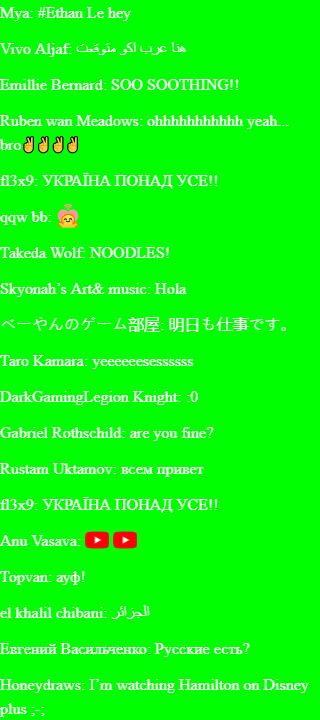 Mya: #Ethan Le hey
Vivo Aljaf: هنا عرب اكو متوقعت
Emillie Bernard: SOO SOOTHING!!
Ruben wan Meadows: ohhhhhhhhhhh yeah...
bro✌✌✌✌
fl3x9: УКРАЇНА ПОНАД УСЕ!!
qqw bb:
Takeda Wolf: NOODLES!
Skyonah's Art& music: Hola
べーやんのゲーム部屋: 明日も仕事です。
Taro Kamara: yeeeeeesessssss
DarkGamingLegion Knight: :0
Gabriel Rothschild: are you fine?
Rustam Uktamov: всем привет
fl3x9: УКРАЇНА ПОНАД УСЕ!!
Anu Vasava:
Topvan: ауф!
el khalil chibani: الجزائر
Евгений Васильченко: Русские есть?
Honeydraws: I'm watching Hamilton on Disney
plus ;-;